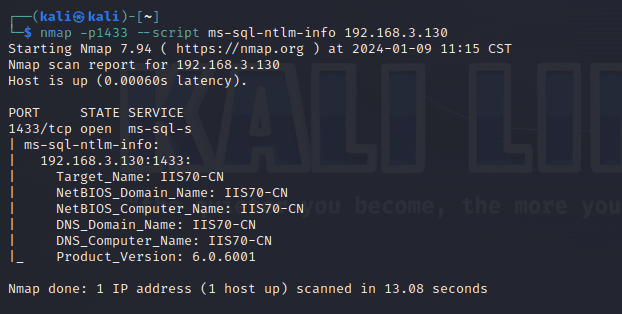 ┌──(kali㉿kali)-[~]
└─$ nmap -p1433 --script ms-sql-ntlm-info 192.168.3.130
Starting Nmap 7.94 ( https://nmap.org ) at 2024-01-09 11:15 CST
Nmap scan report for 192.168.3.130
Host is up (0.00060s latency).

PORT     STATE SERVICE
1433/tcp open  ms-sql-s
| ms-sql-ntlm-info:
|   192.168.3.130:1433:
|     Target_Name: IIS70-CN
|     NetBIOS_Domain_Name: IIS70-CN
|     NetBIOS_Computer_Name: IIS70-CN
|     DNS_Domain_Name: IIS70-CN
|     DNS_Computer_Name: IIS70-CN
|_    Product_Version: 6.0.6001

Nmap done: 1 IP address (1 host up) scanned in 13.08 seconds
KALI LI
you become, the more you